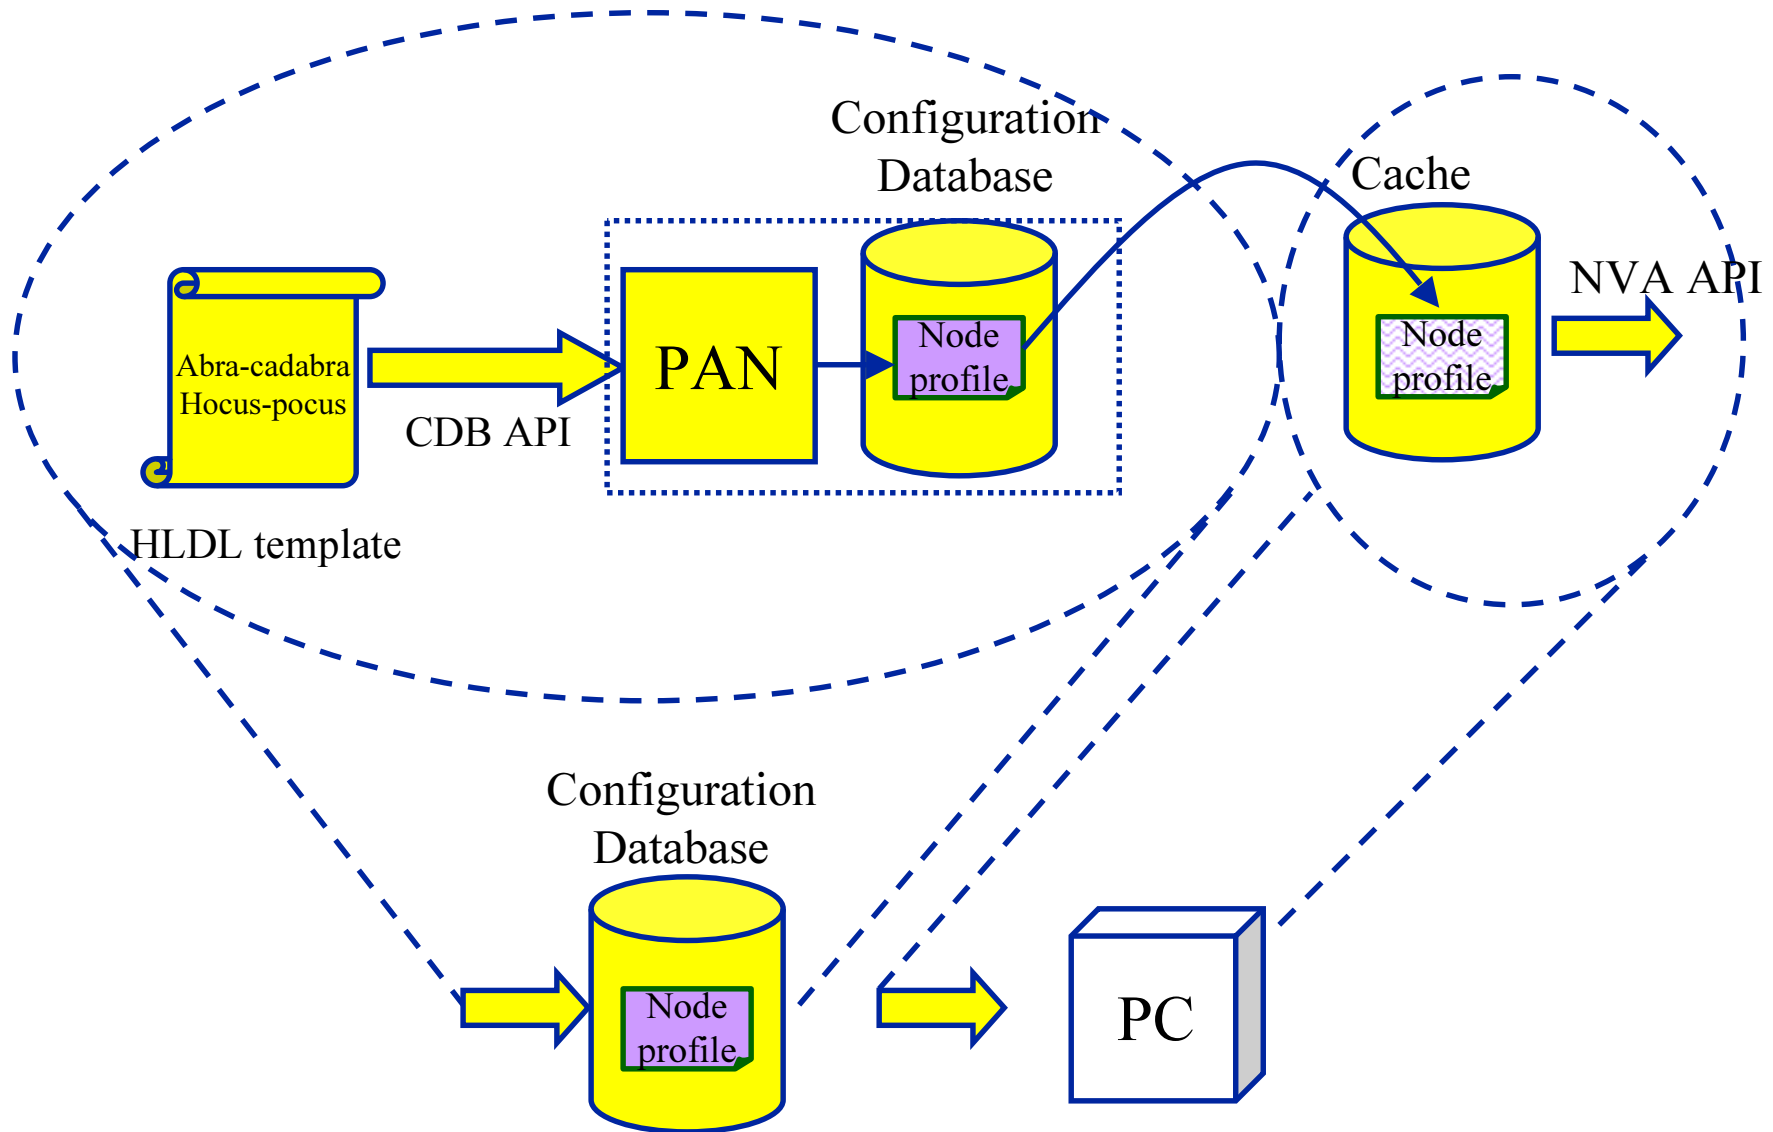 Configuration
Database
Cache
NVA API
Abra-cadabra
Hocus-pocus
PAN
Node
profile
Node
profile
CDB API
HLDL template
Configuration
Database
Node
profile
PC